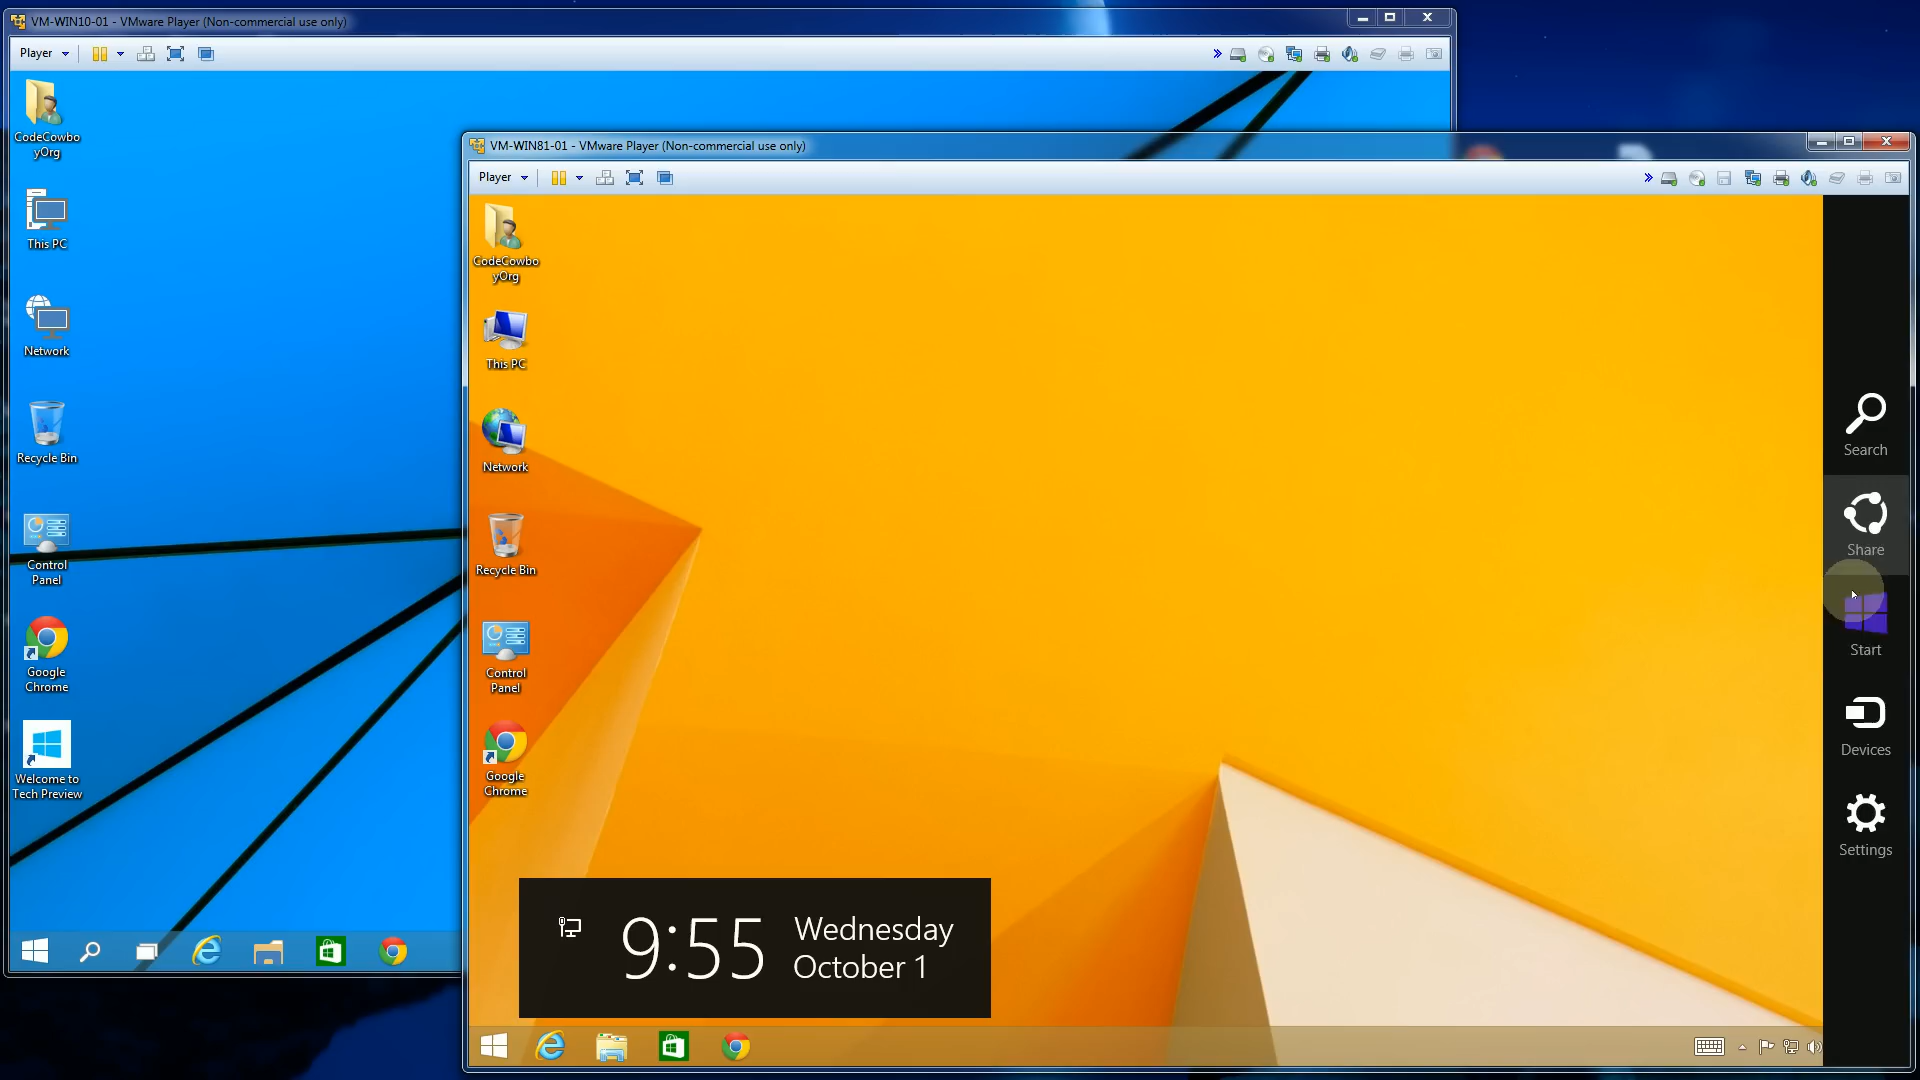 VM-WIN10-01 - VMware Player (Non-commercial use only)
Player
CodeCowbo
yOrg
This PC
Network
Recycle Bin
Control
Panel
Google
Chrome
Welcome to
Tech Preview
VM-WIN81-01 - VMware Player (Non-commercial use only)
Player
CodeCowbo
yOrg
This PC
Network
Recycle Bin
Control
Panel
Google
Chrome
9:55
Wednesday
October 1
Search
Share
Start
Devices
Settings